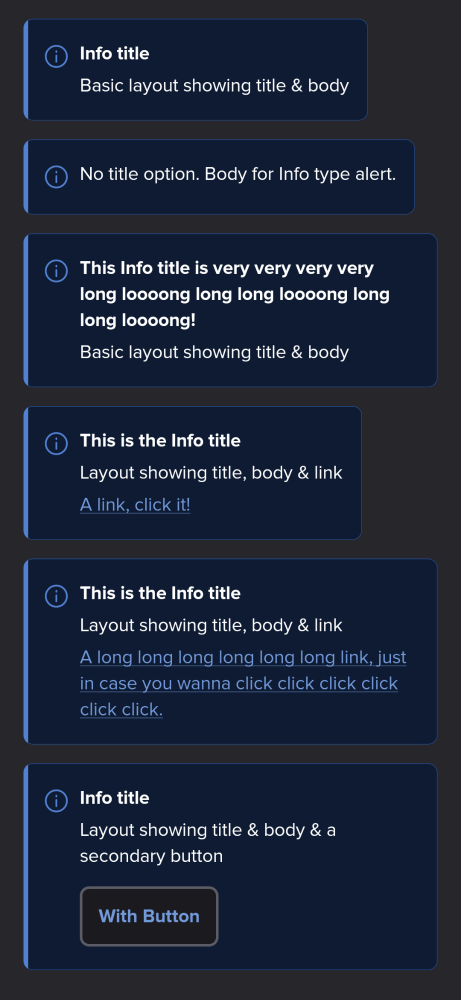 Info title
Basic layout showing title & body
No title option. Body for Info type alert.
This Info title is very very very very
long loooong long long loooong long
long loooong!
Basic layout showing title & body
This is the Info title
Layout showing title, body & link
A link, click it!
This is the Info title
Layout showing title, body & link
A long long long long long long link, just
in case you wanna click click click click
click click.
Info title
Layout showing title & body & a
secondary button
With Button